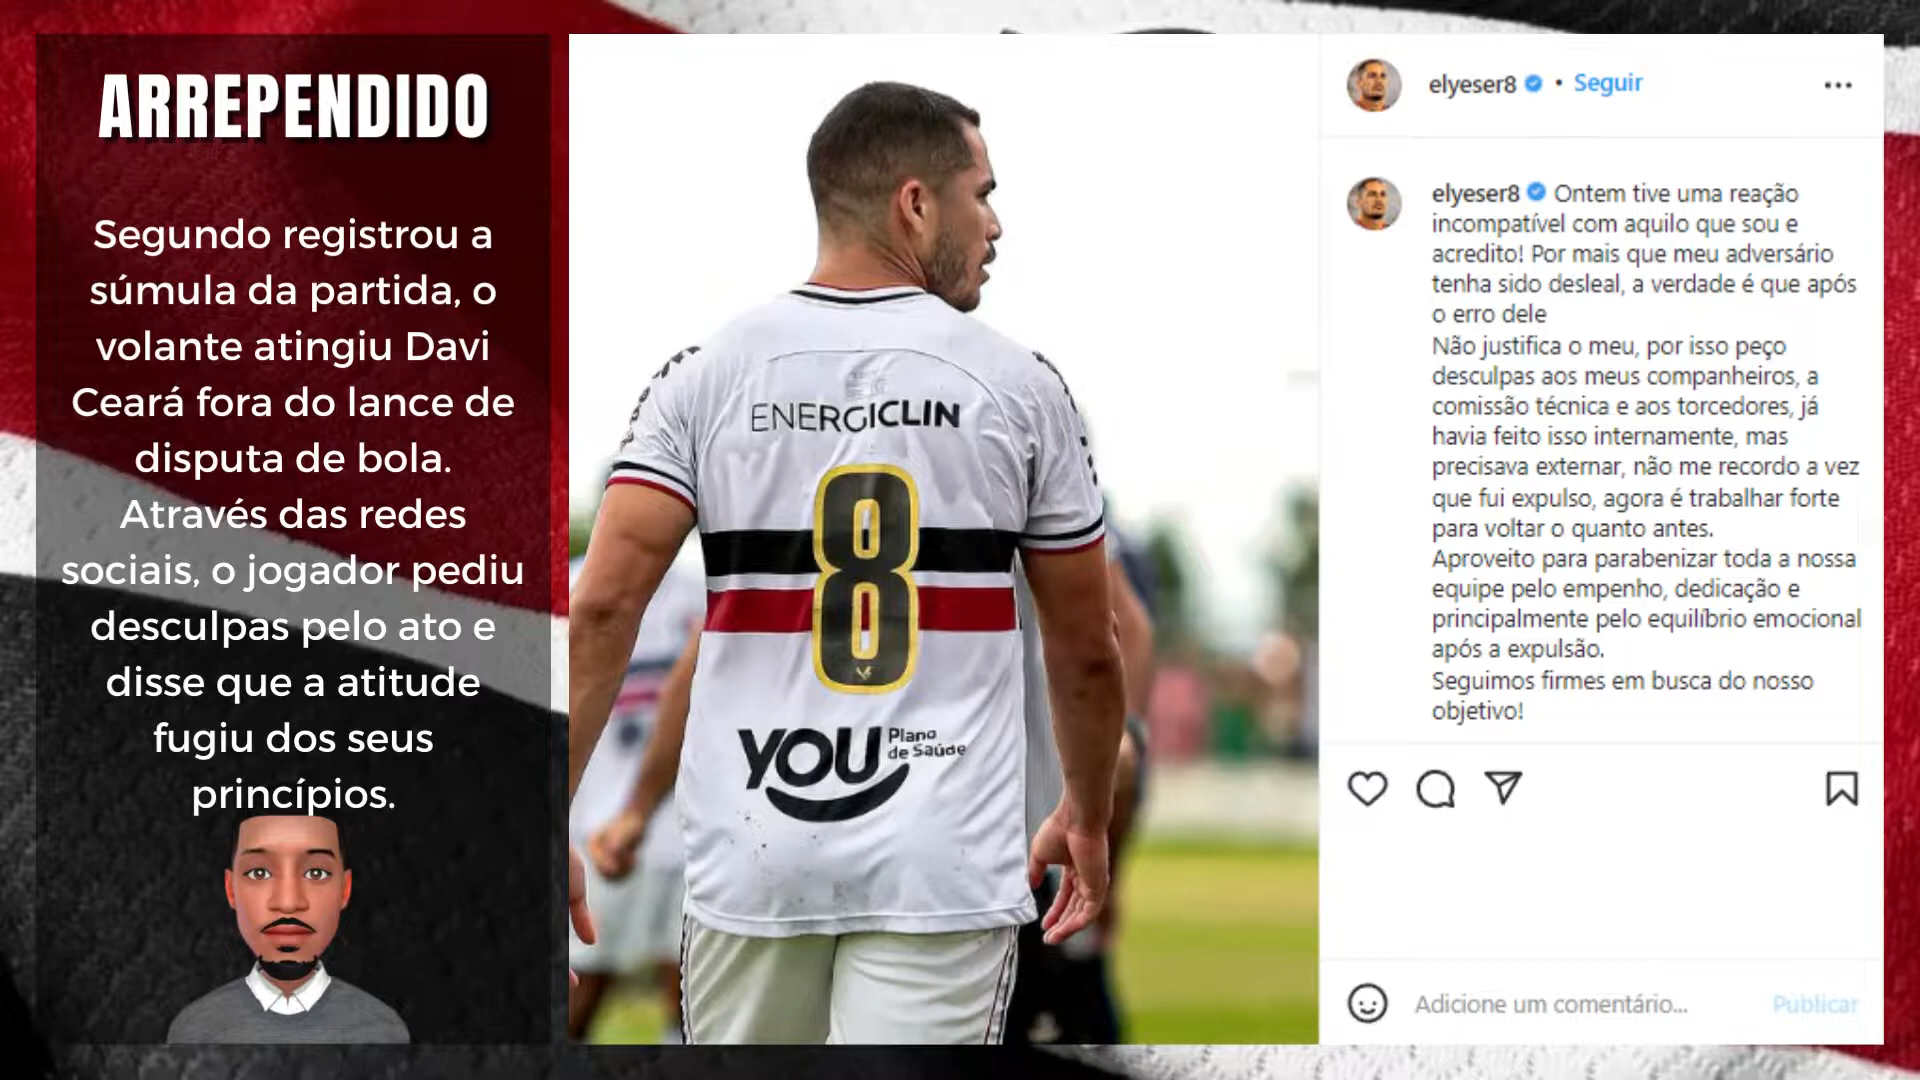 ARREPENDIDO
Segundo registrou a
súmula da partida, o
volante atingiu Davi
Ceará fora do lance de
disputa de bola.
Através das redes
sociais, o jogador pediu
desculpas pelo ato e
disse que a atitude
fugiu dos seus
princípios.
ENERGICLIN
8
YOU Plano
de Saúde
elyeser8 • Seguir
elyeser8 Ontem tive uma reação
incompatível com aquilo que sou e
acredito! Por mais que meu adversário
tenha sido desleal, a verdade é que após
o erro dele
Não justifica o meu, por isso peço
desculpas aos meus companheiros, a
comissão técnica e aos torcedores, já
havia feito isso internamente, mas
precisava externar, não me recordo a vez
que fui expulso, agora é trabalhar forte
para voltar o quanto antes.
Aproveito para parabenizar toda a nossa
equipe pelo empenho, dedicação e
principalmente pelo equilíbrio emocional
após a expulsão.
Seguimos firmes em busca do nosso
objetivo!
Adicione um comentário... Publicar